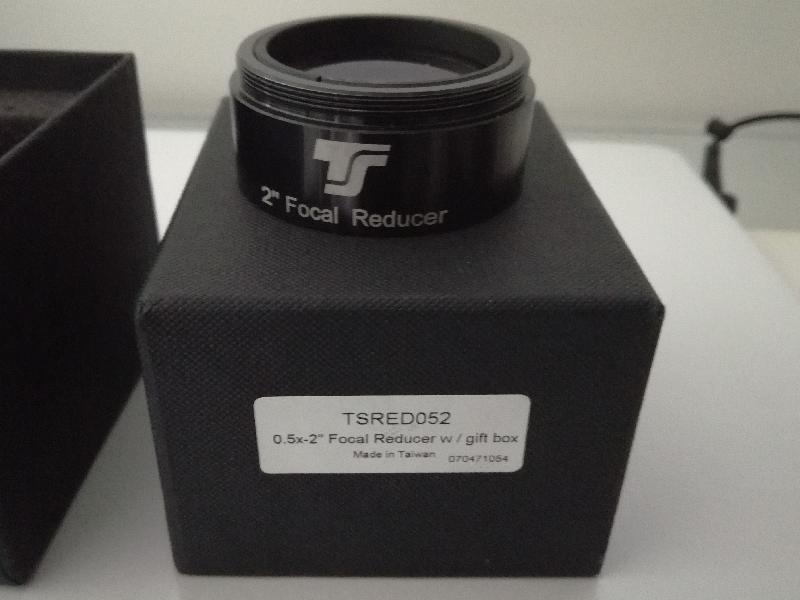 TS
2" Focal Reducer
TSRED052
0.5x-2" Focal Reducer w / gift box
Made in Taiwan 070471054